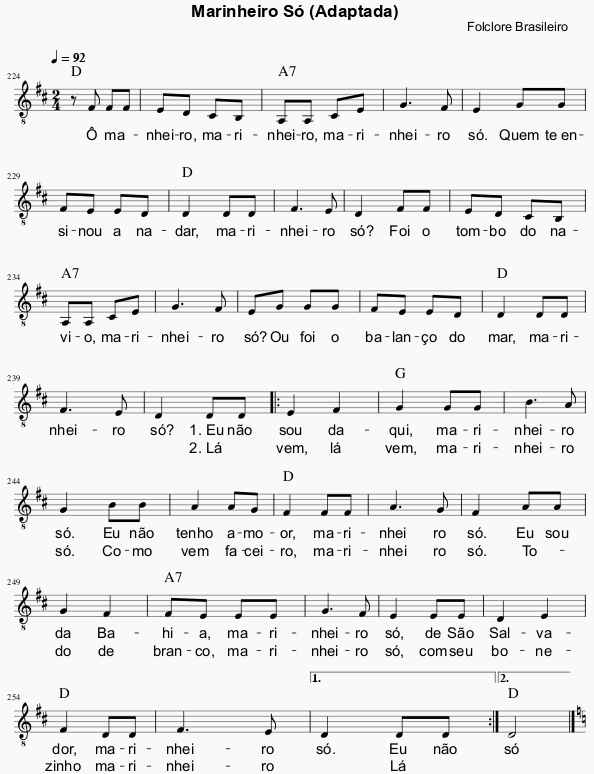 Marinheiro Só (Adaptada)
Folclore Brasileiro
♩ = 92
D A7
224
Ô ma - nhei - ro, ma - ri - nhei - ro, ma - ri - nhei - ro só. Quem te en -
229
D
si - nou a na - dar, ma - ri - nhei - ro só? Foi o tom - bo do na -
234
A7 D
vi - o, ma - ri - nhei - ro só? Ou foi o ba - lan - ço do mar, ma - ri -
239
G
nhei - ro só? 1. Eu não sou da - qui, ma - ri - nhei - ro
2. Lá vem, lá vem, ma - ri - nhei - ro
244
D
só. Eu não tenho a-mo - or, ma - ri - nhei ro só. Eu sou
só. Co - mo vem fa - cei - ro, ma - ri - nhei ro só. To -
249
A7
da Ba - hi - a, ma - ri - nhei - ro só, de São Sal - va -
do de bran - co, ma - ri - nhei - ro só, com seu bo - ne -
254
D 1. 2. D
dor, ma - ri - nhei - ro só. Eu não só
zinho ma - ri - nhei - ro Lá